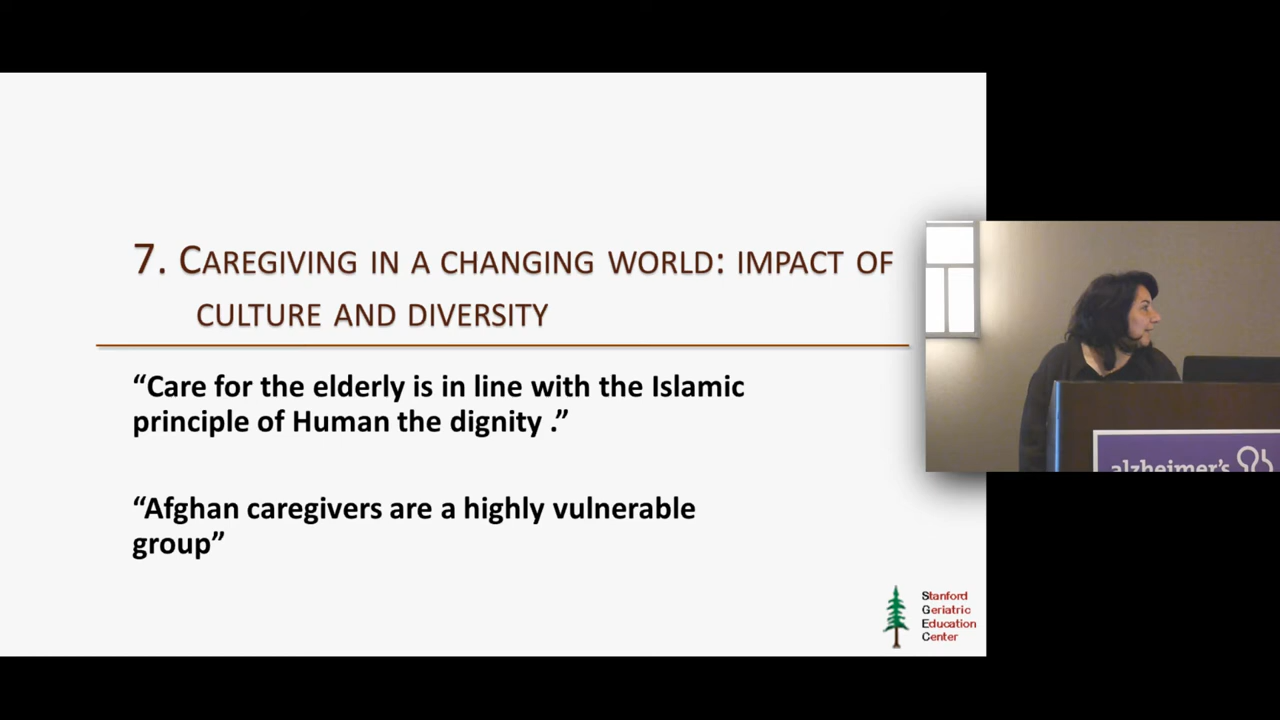 7. CAREGIVING IN A CHANGING WORLD: IMPACT OF
CULTURE AND DIVERSITY
“Care for the elderly is in line with the Islamic
principle of Human the dignity .”
“Afghan caregivers are a highly vulnerable
group”
alzheimer's
Stanford
Geriatric
Education
Center